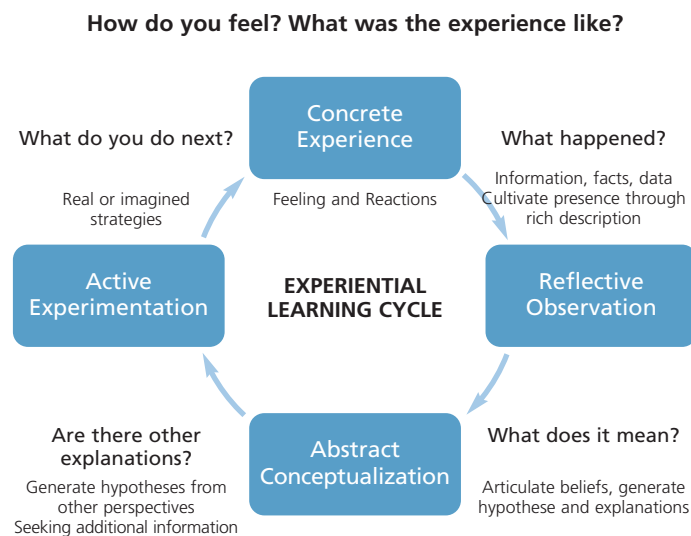 How do you feel? What was the experience like?
Concrete
Experience
What do you do next?
What happened?
Real or imagined
strategies
Feeling and Reactions
Information, facts, data
Cultivate presence through
rich description
Active
Experimentation
EXPERIENTIAL
LEARNING CYCLE
Reflective
Observation
Are there other
explanations?
Generate hypotheses from
other perspectives
Seeking additional information
Abstract
Conceptualization
What does it mean?
Articulate beliefs, generate
hypothese and explanations